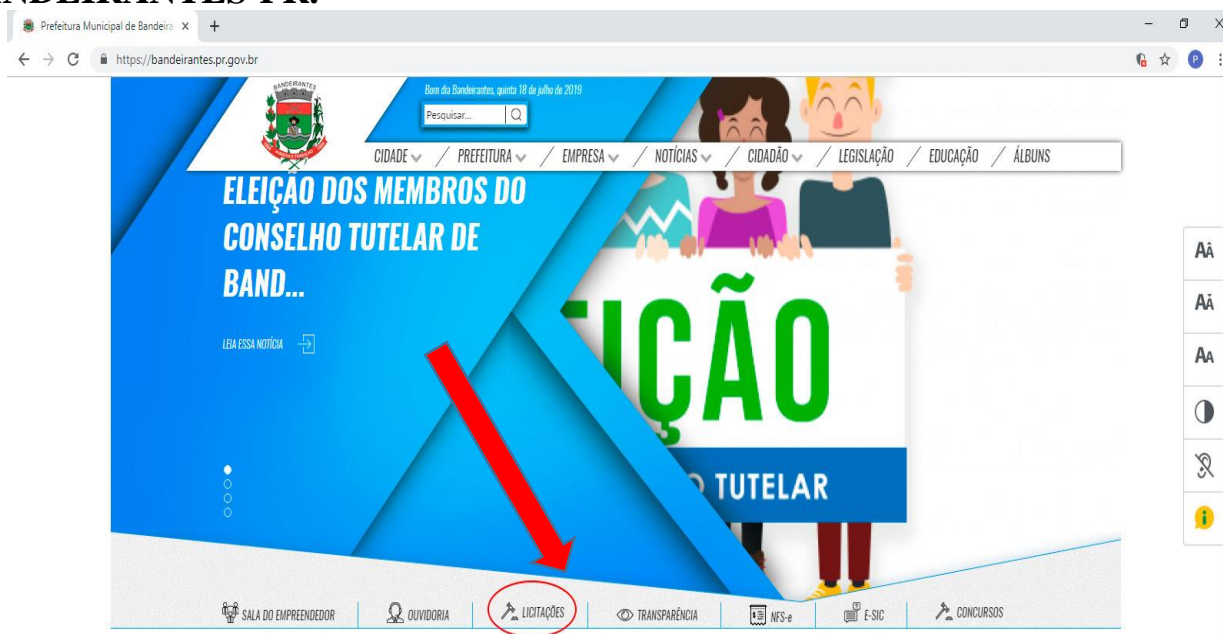 NDEIRANTES-PR.
Prefeitura Municipal de Bandeira
https://bandeirantes.pr.gov.br
P
BANDEIRANTES
Bom dia Bandeirantes, quinta 18 de julho de 2019
Pesquisar...
CIDADE / PREFEITURA / EMPRESA / NOTÍCIAS / CIDADÃO / LEGISLAÇÃO / EDUCAÇÃO / ÁLBUNS
ELEIÇÃO DOS MEMBROS DO
CONSELHO TUTELAR DE
BAND...
LEIA ESSA NOTÍCIA
IÇÃO
O TUTELAR
SALA DO EMPREENDEDOR
OUVIDORIA
LICITAÇÕES
TRANSPARÊNCIA
NFS-e
E-SIC
CONCURSOS